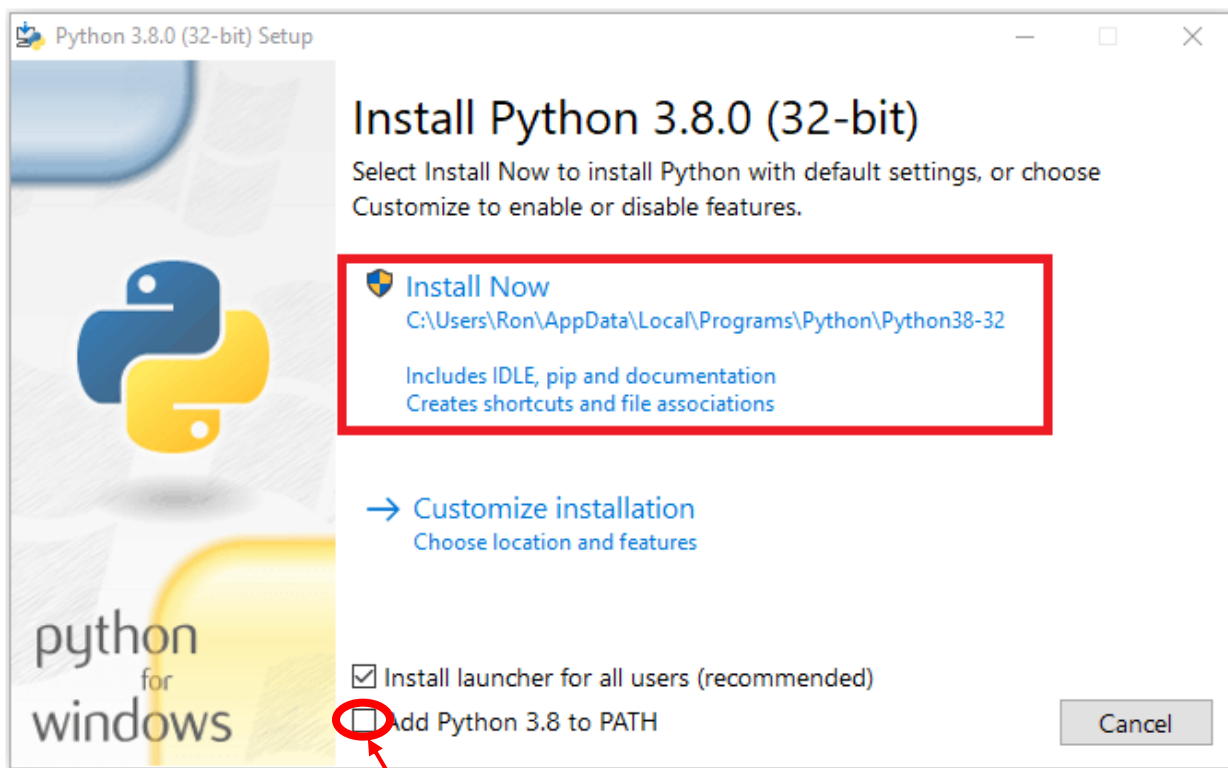 Python 3.8.0 (32-bit) Setup
Install Python 3.8.0 (32-bit)
Select Install Now to install Python with default settings, or choose
Customize to enable or disable features.
Install Now
C:\Users\Ron\AppData\Local\Programs\Python\Python38-32
Includes IDLE, pip and documentation
Creates shortcuts and file associations
Customize installation
Choose location and features
python
for
windows
Install launcher for all users (recommended)
Add Python 3.8 to PATH
Cancel